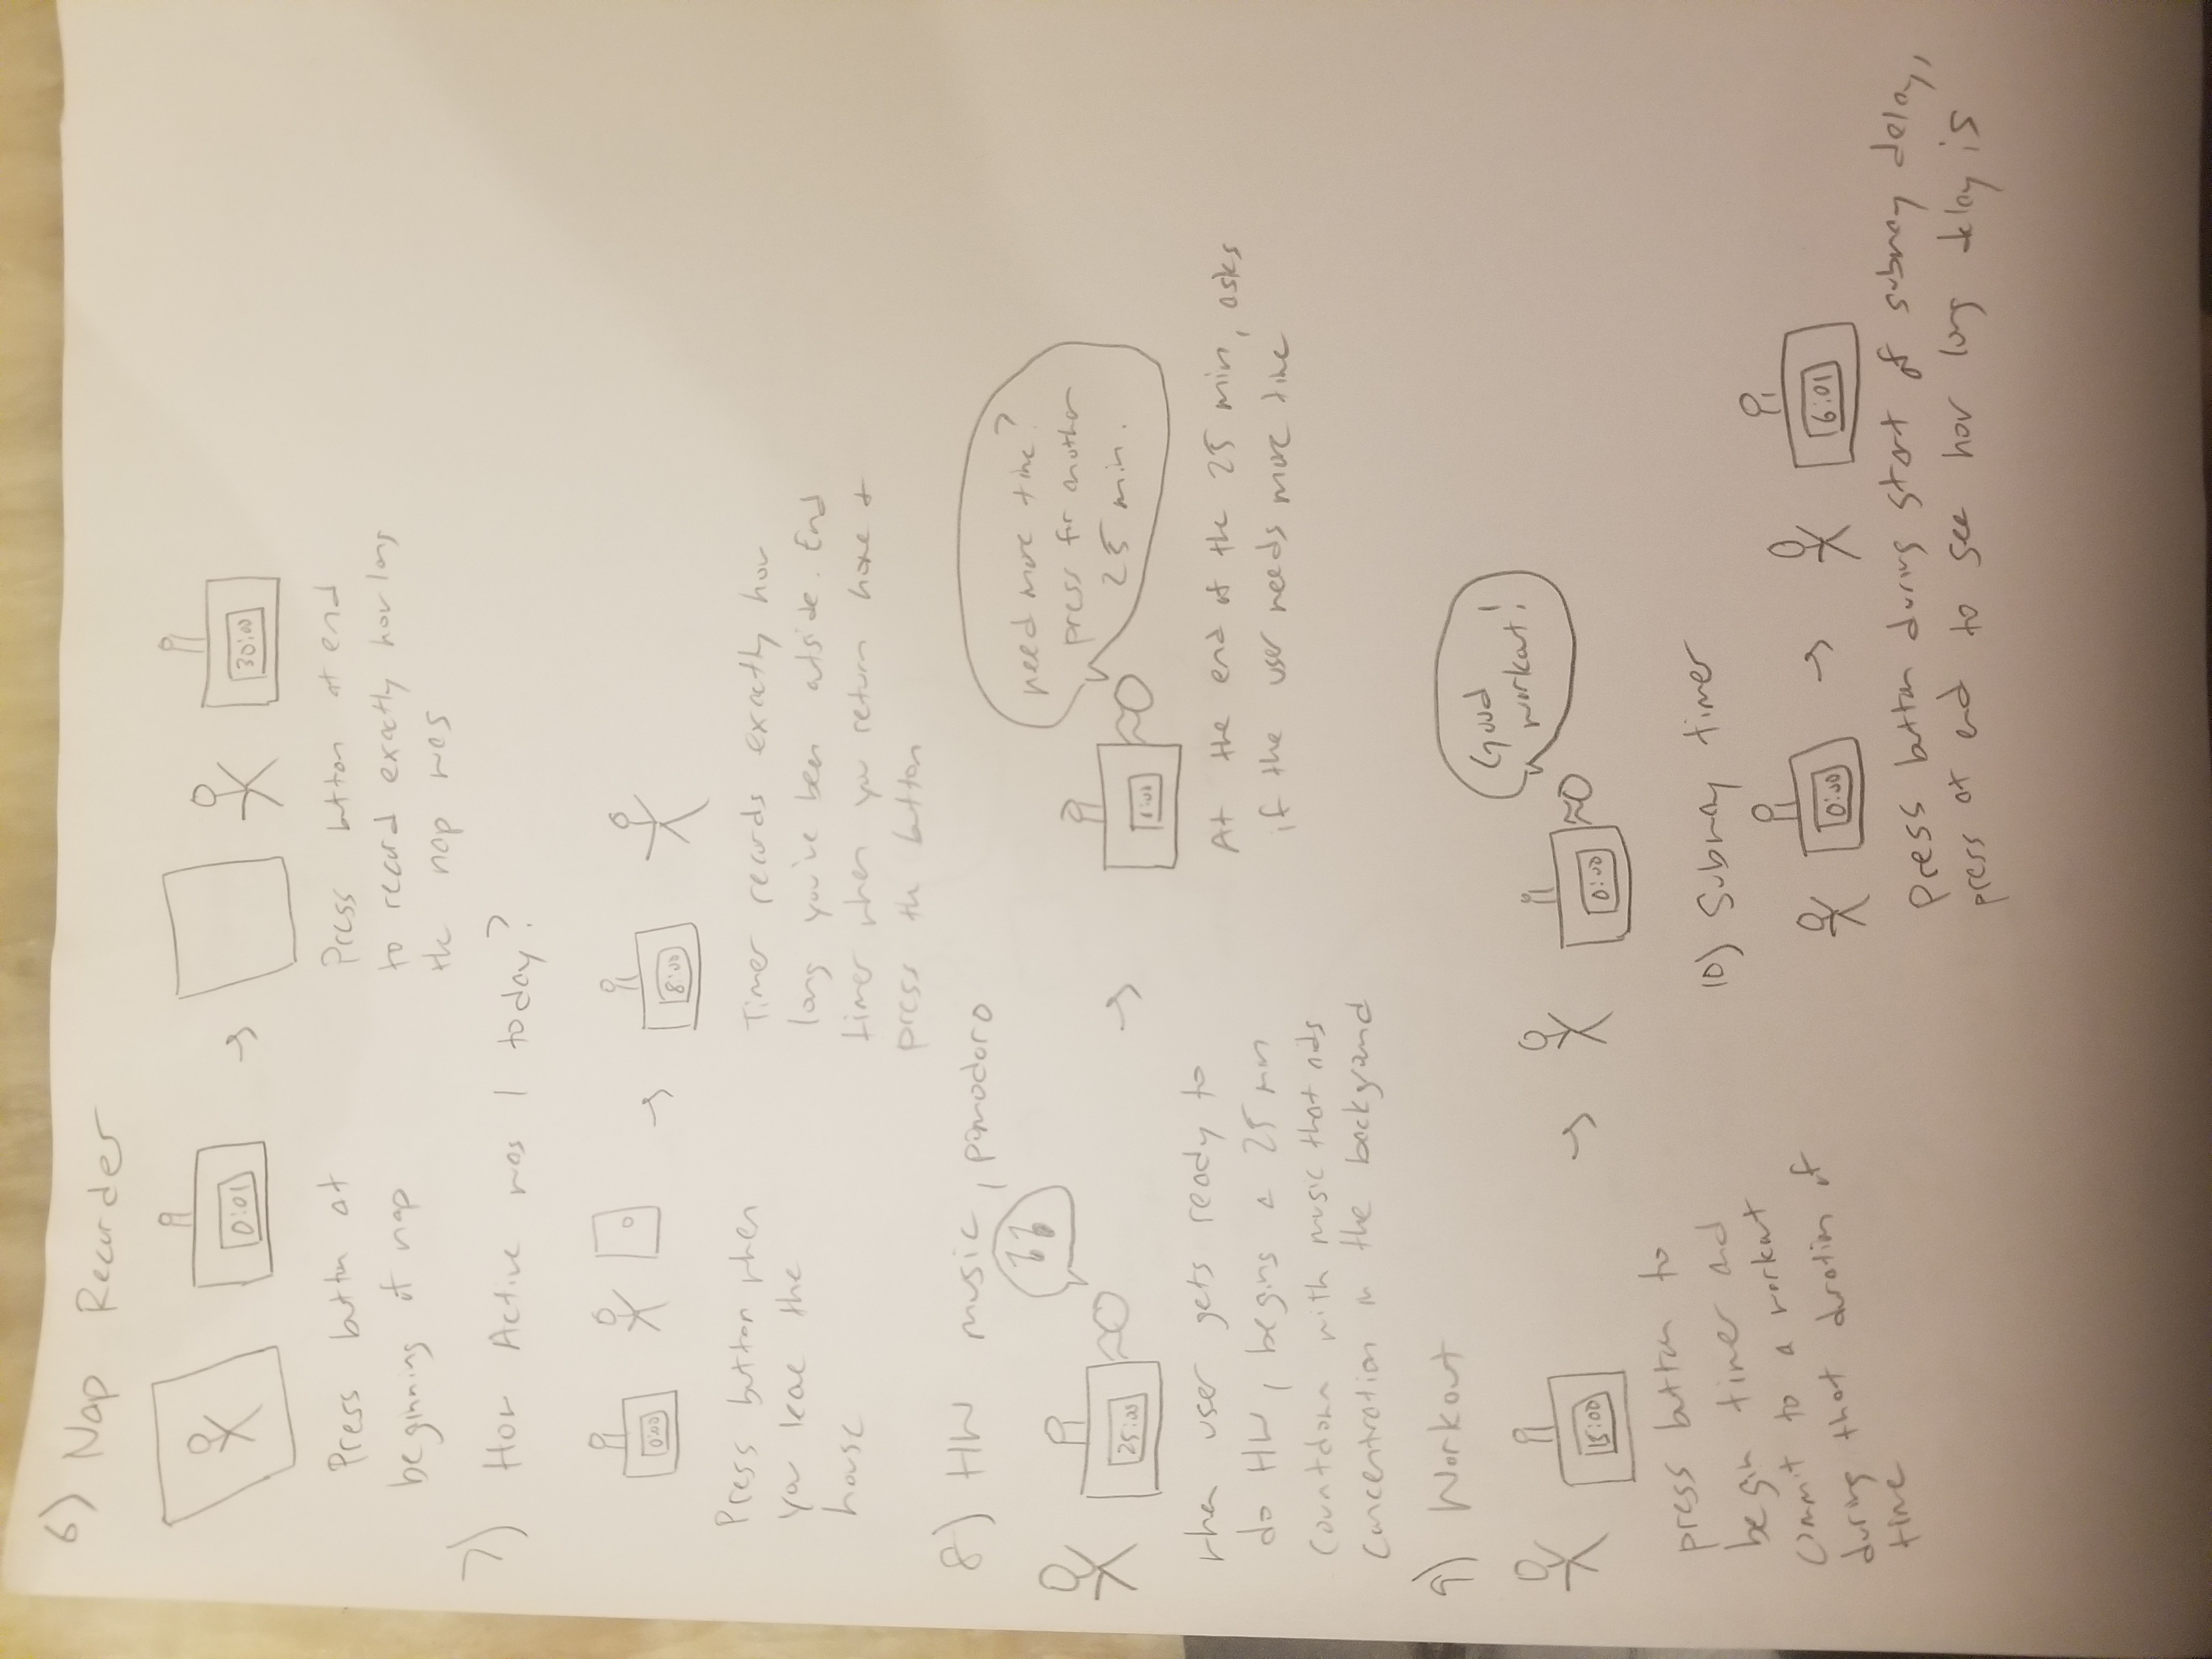 6) Nap Recorder
0:01
30:00
Press button at
beginning of nap
Press button at end
to record exactly how long
the nap was
7) How Active was I today?
0:00
8:00
Press button when
you leave the
house
Timer records exactly how
long you've been outside. End
timer when you return home +
press the button
8) HW music, pomodoro
25:00
need more time?
press for another
25 min.
when user gets ready to
do HW, begins a 25 min
countdown with music that aids
concentration in the background
At the end of the 25 min, asks
if the user needs more time
9) Workout
15:00
0:00
Good
workout!
press button to
begin timer and
commit to a workout
during that duration of
time
10) Subway timer
0:00
6:01
Press button during start of subway delay,
press at end to see how long delay is